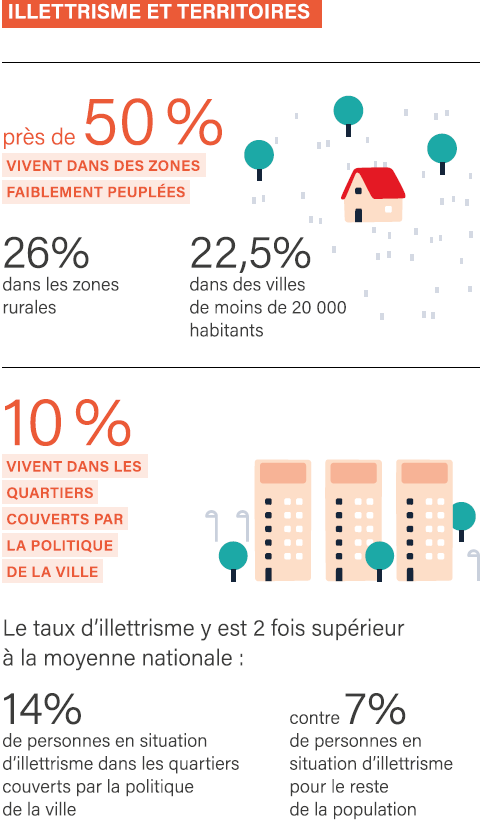 ILLETTRISME ET TERRITOIRES
près de 50 %
VIVENT DANS DES ZONES
FAIBLEMENT PEUPLÉES
26%
dans les zones
rurales
22,5%
dans des villes
de moins de 20 000
habitants
10 %
VIVENT DANS LES
QUARTIERS
COUVERTS PAR
LA POLITIQUE
DE LA VILLE
Le taux d’illettrisme y est 2 fois supérieur
à la moyenne nationale :
14%
de personnes en situation
d’illettrisme dans les quartiers
couverts par la politique
de la ville
contre 7%
de personnes en
situation d’illettrisme
pour le reste
de la population